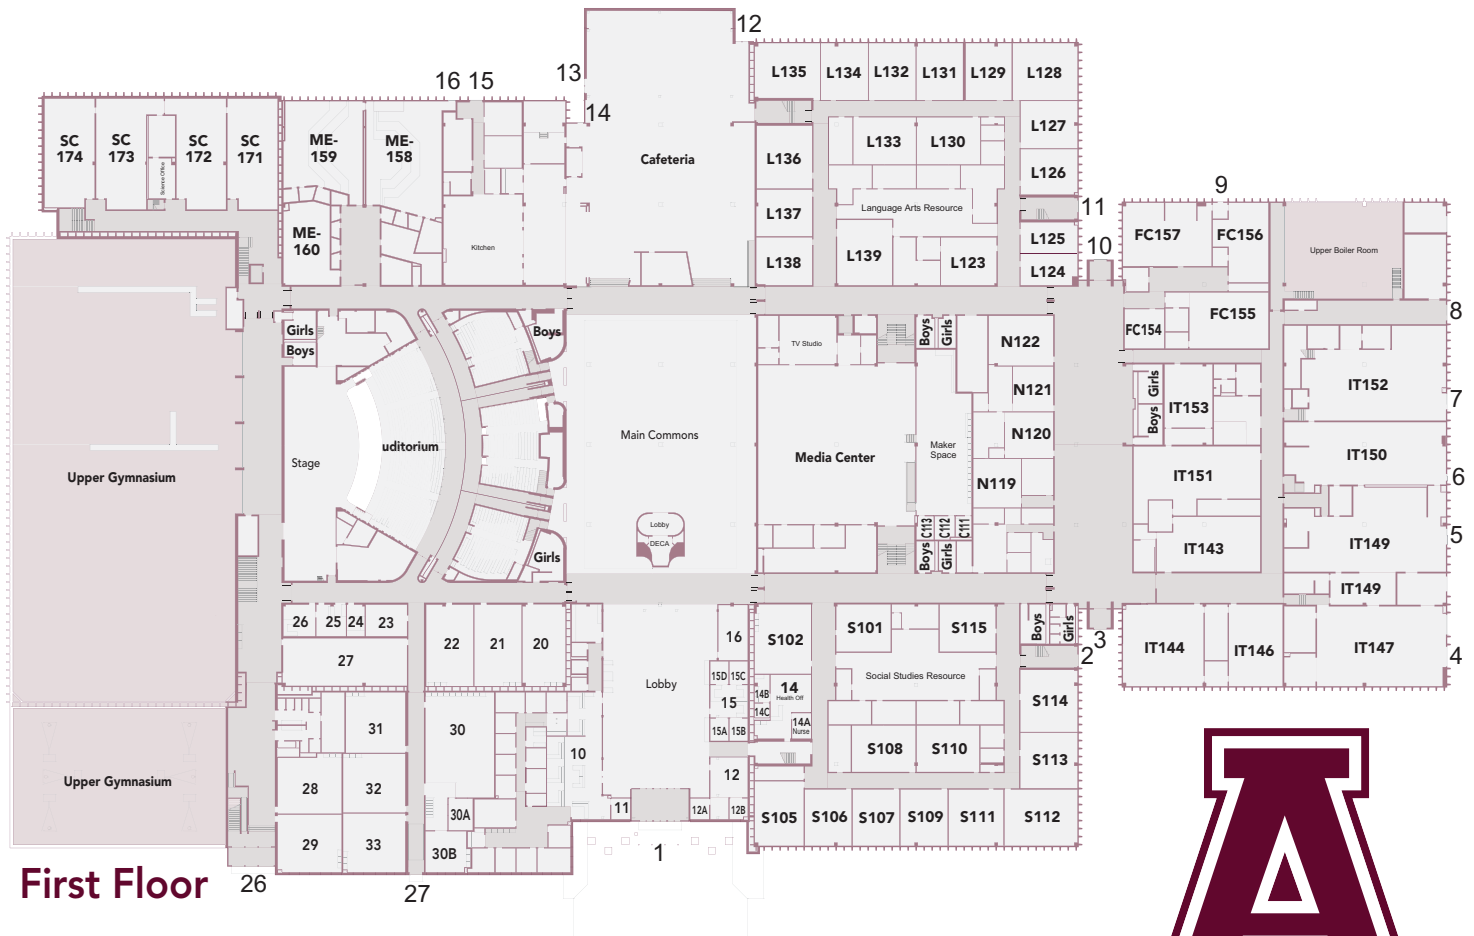 12
L135
L134
L132
L131
L129
L128
13
16 15
14
SC
174
SC
173
SC
172
SC
171
Science Office
ME-
159
ME-
158
ME-
160
Kitchen
Cafeteria
L136
L133
L130
L127
L126
L137
Language Arts Resource
L138
L139
L123
L125
L124
11
10
9
FC157
FC156
Upper Boiler Room
FC154
FC155
8
Girls
Boys
Boys
TV Studio
Boys
Girls
N122
N121
N120
N119
Girls
Boys
IT153
IT152
7
Upper Gymnasium
Stage
uditorium
Main Commons
Media Center
Maker
Space
IT151
IT150
6
Lobby
DECA
C113
C112
C111
Girls
Boys
Girls
IT143
IT149
5
IT149
26
25
24
23
27
22
21
20
16
S102
S101
S115
Boys
Girls
3
2
IT144
IT146
IT147
4
Lobby
15D
15C
15
15A
15B
14B
14C
14
Health Off
14A
Nurse
Social Studies Resource
S114
31
30
10
S108
S110
S113
Upper Gymnasium
28
32
12
30A
11
12A
12B
29
33
30B
S105
S106
S107
S109
S111
S112
1
First Floor
26
27
A